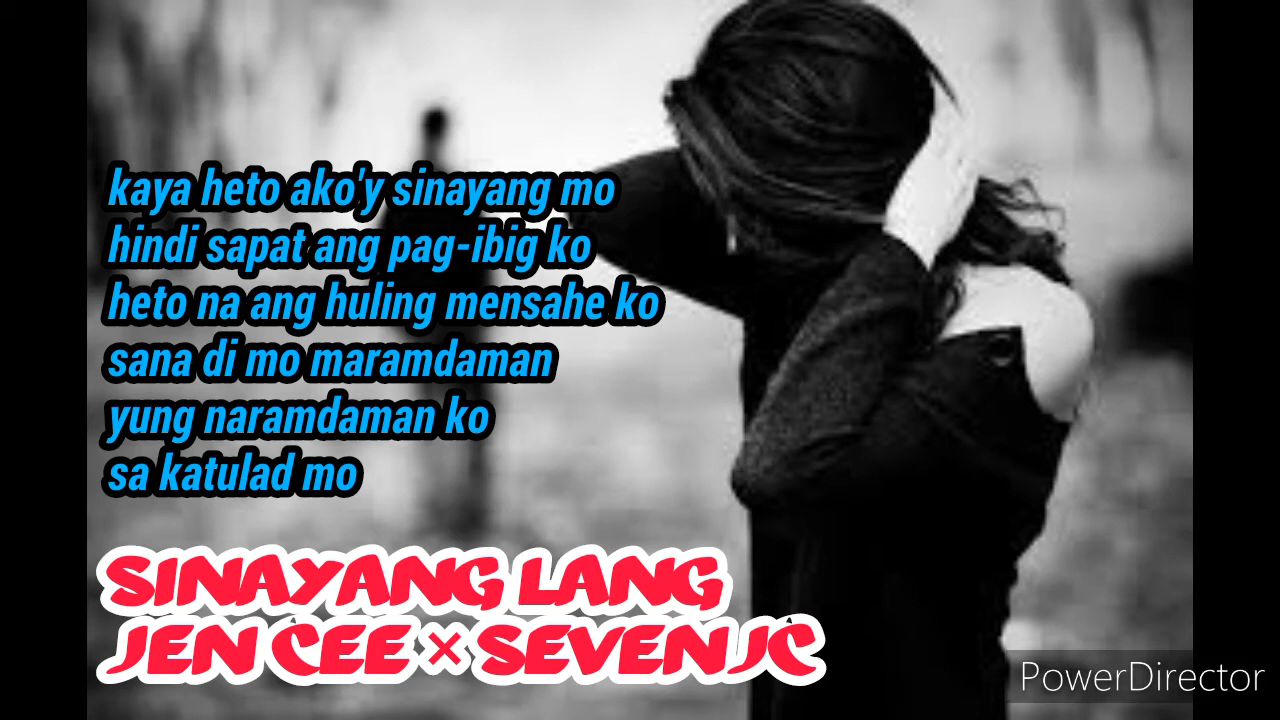 kaya heto ako'y sinayang mo
hindi sapat ang pag-ibig ko
heto na ang huling mensahe ko
sana di mo maramdaman
yung naramdaman ko
sa katulad mo
SINAYANG LANG
JEN CEE × SEVENJC
PowerDirector